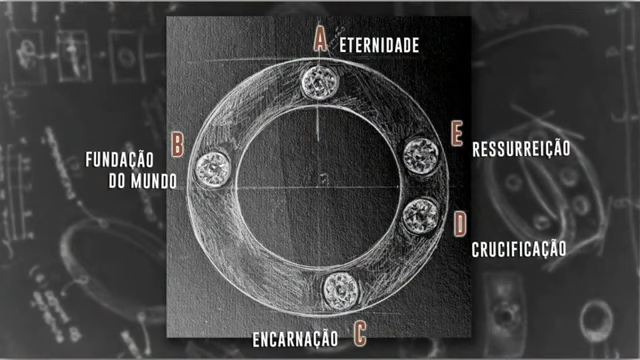 A ETERNIDADE
B
FUNDAÇÃO
DO MUNDO
E
RESSURREIÇÃO
D
CRUCIFICAÇÃO
ENCARNAÇÃO C